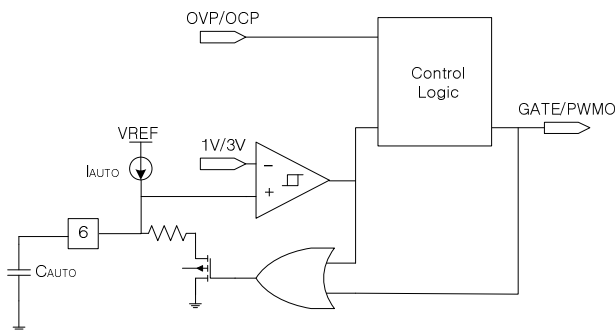 OVP/OCP
Control
Logic
GATE/PWMO
VREF
1V/3V
IAUTO
−
+
6
CAUTO